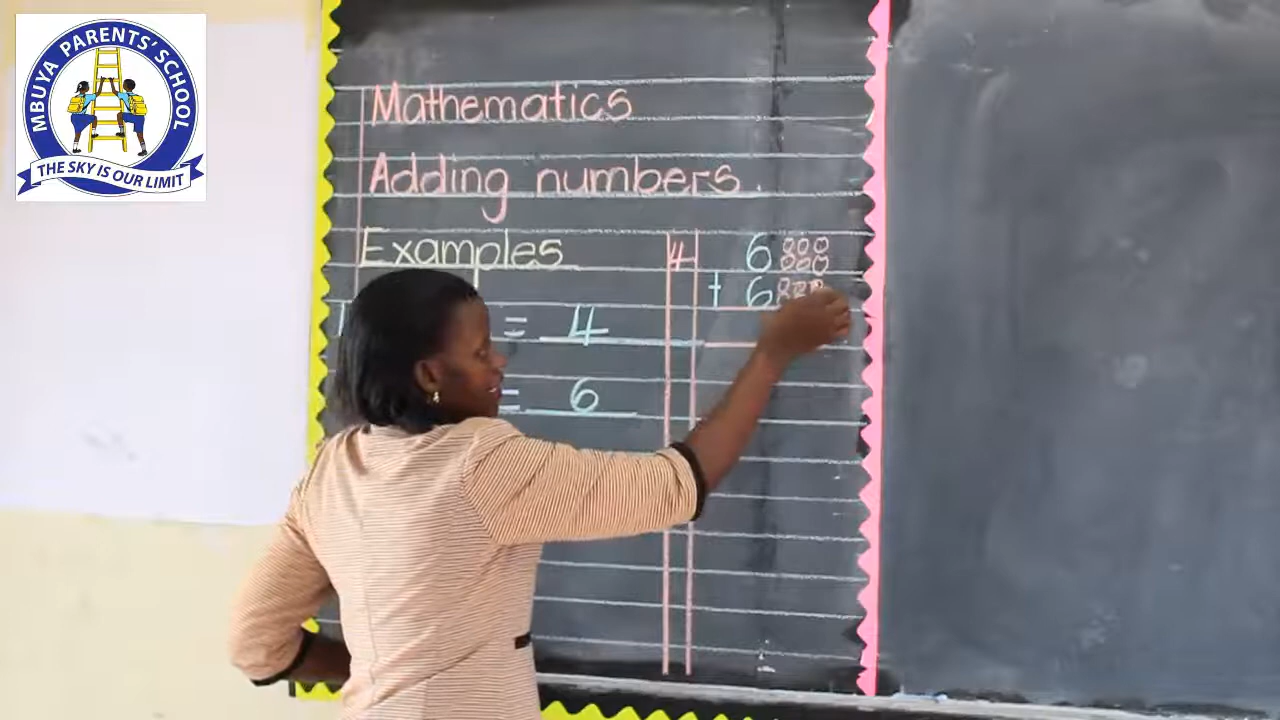 MBUYA PARENTS' SCHOOL
THE SKY IS OUR LIMIT
Mathematics
Adding numbers.
Examples
= 4
= 6
4 6
+ 6